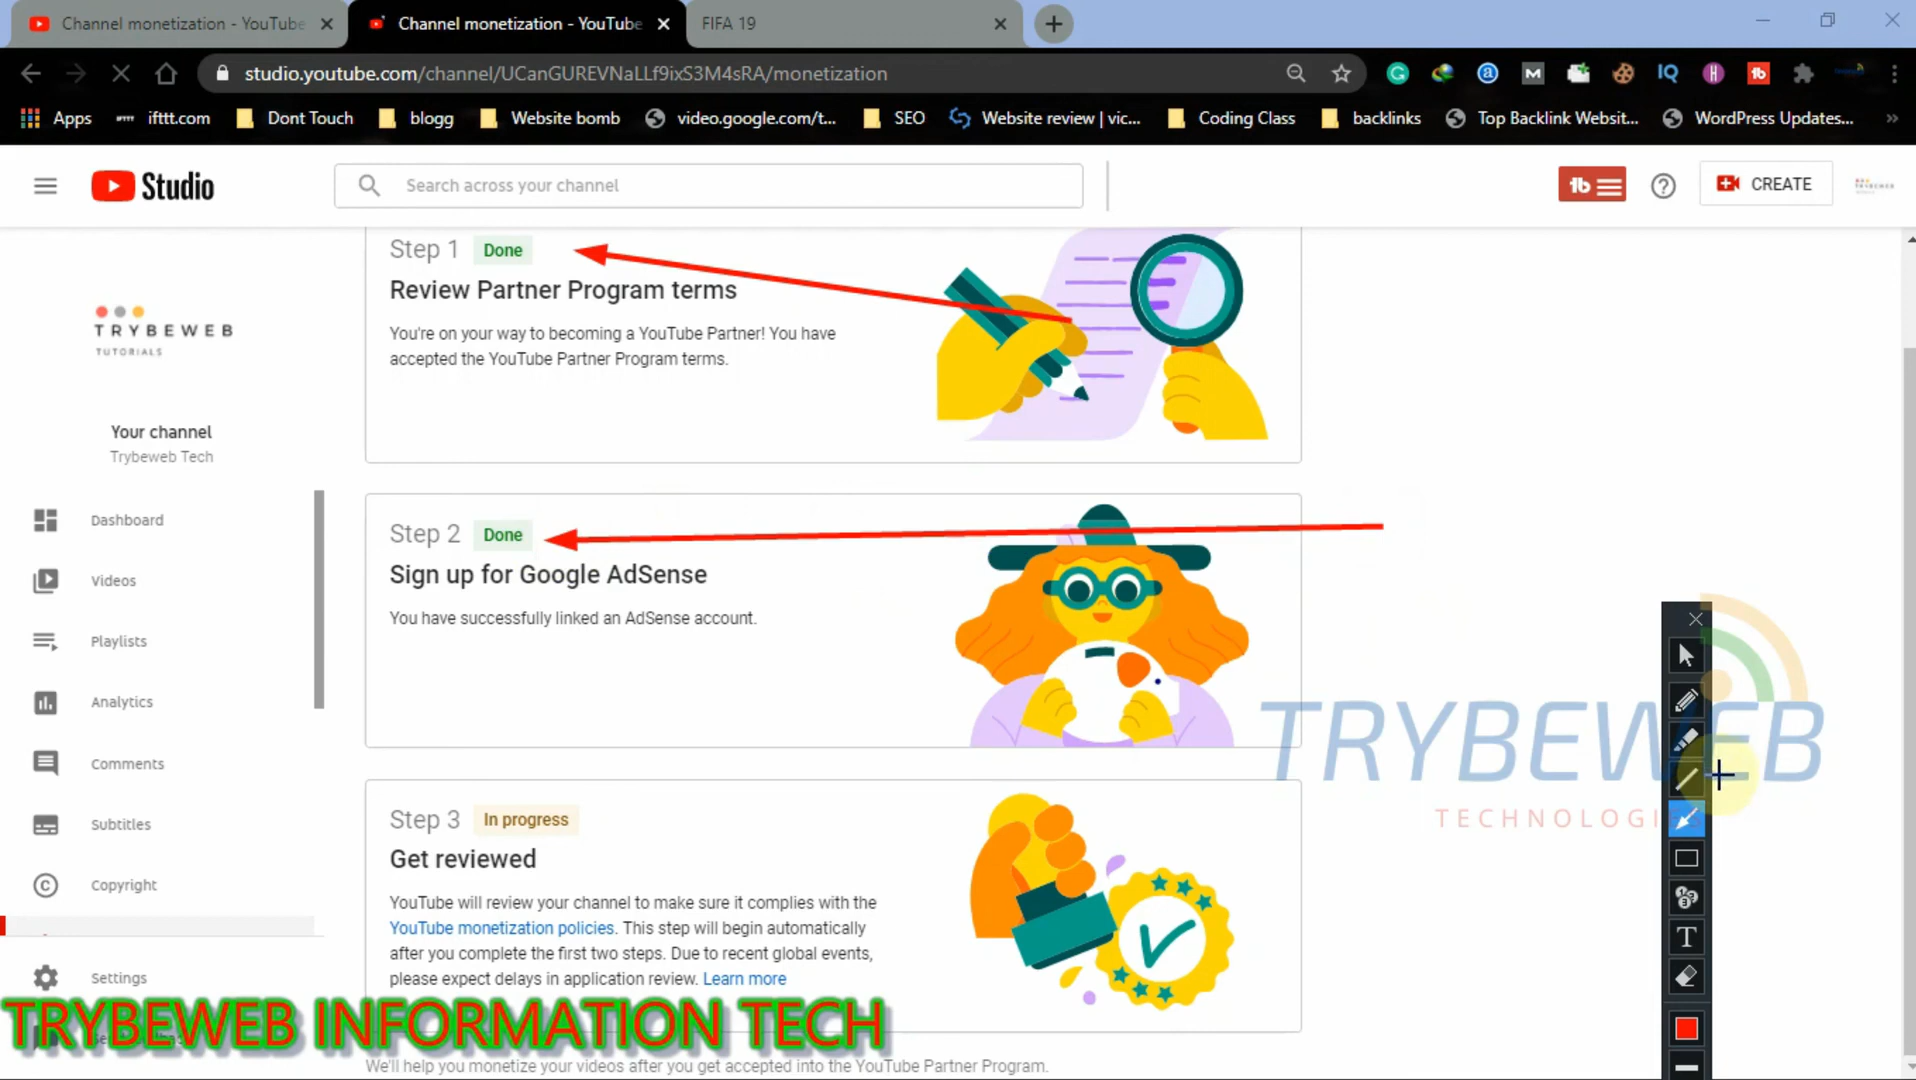 Channel monetization - YouTube
Channel monetization - YouTube
FIFA 19
studio.youtube.com/channel/UCanGUREVNaLLf9ixS3M4sRA/monetization
Apps
ifttt.com
Dont Touch
blogg
Website bomb
video.google.com/t...
SEO
Website review | vic...
Coding Class
backlinks
Top Backlink Websit...
WordPress Updates...
Studio
Search across your channel
CREATE
TRYBEWEB
TUTORIALS
Your channel
Trybeweb Tech
Dashboard
Videos
Playlists
Analytics
Comments
Subtitles
Copyright
Settings
Step 1 Done
Review Partner Program terms
You're on your way to becoming a YouTube Partner! You have
accepted the YouTube Partner Program terms.
Step 2 Done
Sign up for Google AdSense
You have successfully linked an AdSense account.
Step 3 In progress
Get reviewed
YouTube will review your channel to make sure it complies with the
YouTube monetization policies. This step will begin automatically
after you complete the first two steps. Due to recent global events,
please expect delays in application review. Learn more
We'll help you monetize your videos after you get accepted into the YouTube Partner Program.
TRYBEWEB
TECHNOLOGI
TRYBEWEB INFORMATION TECH